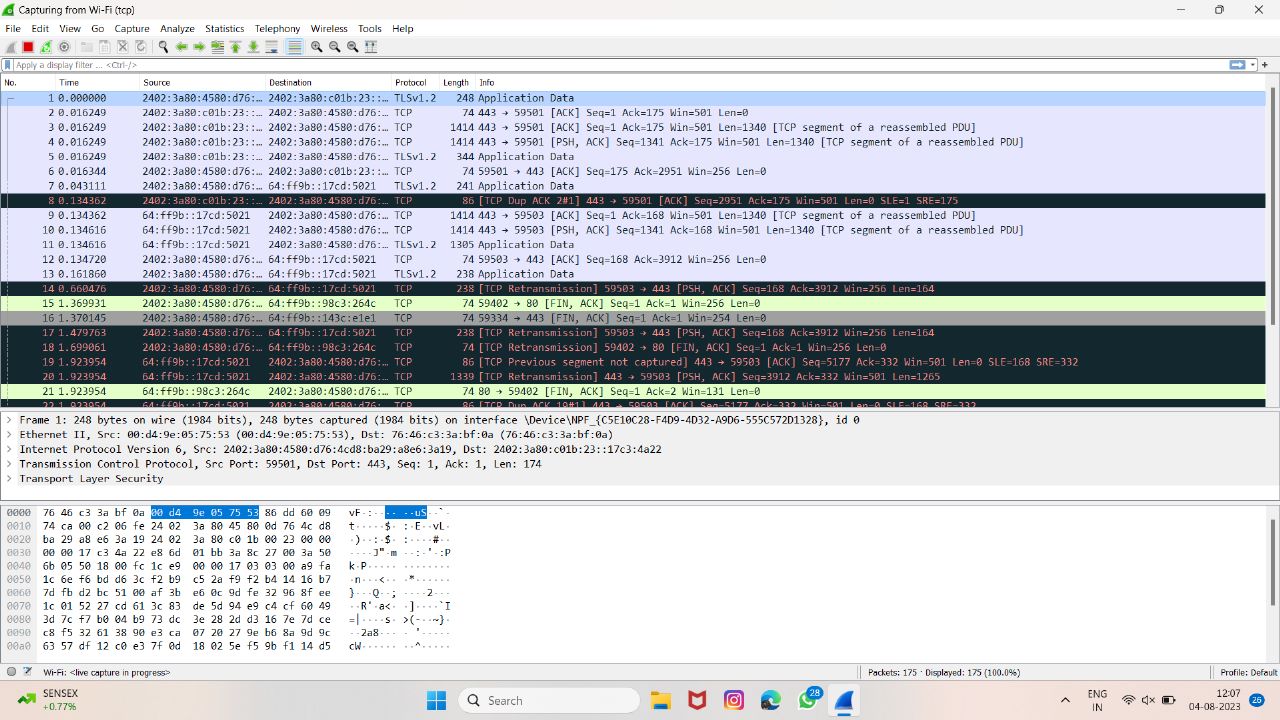 Capturing from Wi-Fi (tcp)
File Edit View Go Capture Analyze Statistics Telephony Wireless Tools Help
Apply a display filter ... <Ctrl-/>
No. Time Source Destination Protocol Length Info
1 0.000000 2402:3a80:4580:d76:… 2402:3a80:c01b:23::… TLSv1.2 248 Application Data
2 0.016249 2402:3a80:c01b:23::… 2402:3a80:4580:d76:… TCP 74 443 → 59501 [ACK] Seq=1 Ack=175 Win=501 Len=0
3 0.016249 2402:3a80:c01b:23::… 2402:3a80:4580:d76:… TCP 1414 443 → 59501 [ACK] Seq=1 Ack=175 Win=501 Len=1340 [TCP segment of a reassembled PDU]
4 0.016249 2402:3a80:c01b:23::… 2402:3a80:4580:d76:… TCP 1414 443 → 59501 [PSH, ACK] Seq=1341 Ack=175 Win=501 Len=1340 [TCP segment of a reassembled PDU]
5 0.016249 2402:3a80:c01b:23::… 2402:3a80:4580:d76:… TLSv1.2 344 Application Data
6 0.016344 2402:3a80:4580:d76:… 2402:3a80:c01b:23::… TCP 74 59501 → 443 [ACK] Seq=175 Ack=2951 Win=256 Len=0
7 0.043111 2402:3a80:4580:d76:… 64:ff9b::17cd:5021 TLSv1.2 241 Application Data
8 0.134362 2402:3a80:c01b:23::… 2402:3a80:4580:d76:… TCP 86 [TCP Dup ACK 2#1] 443 → 59501 [ACK] Seq=2951 Ack=175 Win=501 Len=0 SLE=1 SRE=175
9 0.134362 64:ff9b::17cd:5021 2402:3a80:4580:d76:… TCP 1414 443 → 59503 [ACK] Seq=1 Ack=168 Win=501 Len=1340 [TCP segment of a reassembled PDU]
10 0.134616 64:ff9b::17cd:5021 2402:3a80:4580:d76:… TCP 1414 443 → 59503 [PSH, ACK] Seq=1341 Ack=168 Win=501 Len=1340 [TCP segment of a reassembled PDU]
11 0.134616 64:ff9b::17cd:5021 2402:3a80:4580:d76:… TLSv1.2 1305 Application Data
12 0.134720 2402:3a80:4580:d76:… 64:ff9b::17cd:5021 TCP 74 59503 → 443 [ACK] Seq=168 Ack=3912 Win=256 Len=0
13 0.161860 2402:3a80:4580:d76:… 64:ff9b::17cd:5021 TLSv1.2 238 Application Data
14 0.660476 2402:3a80:4580:d76:… 64:ff9b::17cd:5021 TCP 238 [TCP Retransmission] 59503 → 443 [PSH, ACK] Seq=168 Ack=3912 Win=256 Len=164
15 1.369931 2402:3a80:4580:d76:… 64:ff9b::98c3:264c TCP 74 59402 → 80 [FIN, ACK] Seq=1 Ack=1 Win=256 Len=0
16 1.370145 2402:3a80:4580:d76:… 64:ff9b::143c:e1e1 TCP 74 59334 → 443 [FIN, ACK] Seq=1 Ack=1 Win=254 Len=0
17 1.479763 2402:3a80:4580:d76:… 64:ff9b::17cd:5021 TCP 238 [TCP Retransmission] 59503 → 443 [PSH, ACK] Seq=168 Ack=3912 Win=256 Len=164
18 1.699061 2402:3a80:4580:d76:… 64:ff9b::98c3:264c TCP 74 [TCP Retransmission] 59402 → 80 [FIN, ACK] Seq=1 Ack=1 Win=256 Len=0
19 1.923954 64:ff9b::17cd:5021 2402:3a80:4580:d76:… TCP 86 [TCP Previous segment not captured] 443 → 59503 [ACK] Seq=5177 Ack=332 Win=501 Len=0 SLE=168 SRE=332
20 1.923954 64:ff9b::17cd:5021 2402:3a80:4580:d76:… TCP 1339 [TCP Retransmission] 443 → 59503 [PSH, ACK] Seq=3912 Ack=332 Win=501 Len=1265
21 1.923954 64:ff9b::98c3:264c 2402:3a80:4580:d76:… TCP 74 80 → 59402 [FIN, ACK] Seq=1 Ack=2 Win=131 Len=0
22 1.923954 64:ff9b::17cd:5021 2402:3a80:4580:d76:… TCP 86 [TCP Dup ACK 19#1] 443 → 59503 [ACK] Seq=5177 Ack=332 Win=501 Len=0 SLE=168 SRE=332
Frame 1: 248 bytes on wire (1984 bits), 248 bytes captured (1984 bits) on interface \Device\NPF_{C5E10C28-F4D9-4D32-A9D6-555C572D1328}, id 0
Ethernet II, Src: 00:d4:9e:05:75:53 (00:d4:9e:05:75:53), Dst: 76:46:c3:3a:bf:0a (76:46:c3:3a:bf:0a)
Internet Protocol Version 6, Src: 2402:3a80:4580:d76:4cd8:ba29:a8e6:3a19, Dst: 2402:3a80:c01b:23::17c3:4a22
Transmission Control Protocol, Src Port: 59501, Dst Port: 443, Seq: 1, Ack: 1, Len: 174
Transport Layer Security
0000 76 46 c3 3a bf 0a 00 d4 9e 05 75 53 86 dd 60 09 vF·:·· ·· ··uS··`·
0010 74 ca 00 c2 06 fe 24 02 3a 80 45 80 0d 76 4c d8 t·····$· :·E··vL·
0020 ba 29 a8 e6 3a 19 24 02 3a 80 c0 1b 00 23 00 00 ·)··:·$· :····#··
0030 00 00 17 c3 4a 22 e8 6d 01 bb 3a 8c 27 00 3a 50 ····J"·m ··:·'·:P
0040 6b 05 50 18 00 fc 1c e9 00 00 17 03 03 00 a9 fa k·P····· ········
0050 1c 6e f6 bd d6 3c f2 b9 c5 2a f9 f2 b4 14 16 b7 ·n···<·· ·*······
0060 7d fb d2 bc 51 00 af 3b e6 0c 9d fe 32 96 8f ee }···Q··; ····2···
0070 1c 01 52 27 cd 61 3c 83 de 5d 94 e9 c4 cf 60 49 ··R'·a<· ·]····`I
0080 3d 7c f7 b0 04 b9 73 dc 3e 28 2d d3 16 7e 7d ce =|····s· >(-··~}·
0090 c8 f5 32 61 38 90 e3 ca 07 20 27 9e b6 8a 9d 9c ··2a8··· · '·····
00a0 63 57 df 12 c0 e3 7f 0d 18 02 5e f5 9b f1 14 d5 cW······ ··^·····
Wi-Fi: <live capture in progress> Packets: 175 · Displayed: 175 (100.0%) Profile: Default
SENSEX
+0.77%
Search
28
ENG
IN
12:07
04-08-2023
26